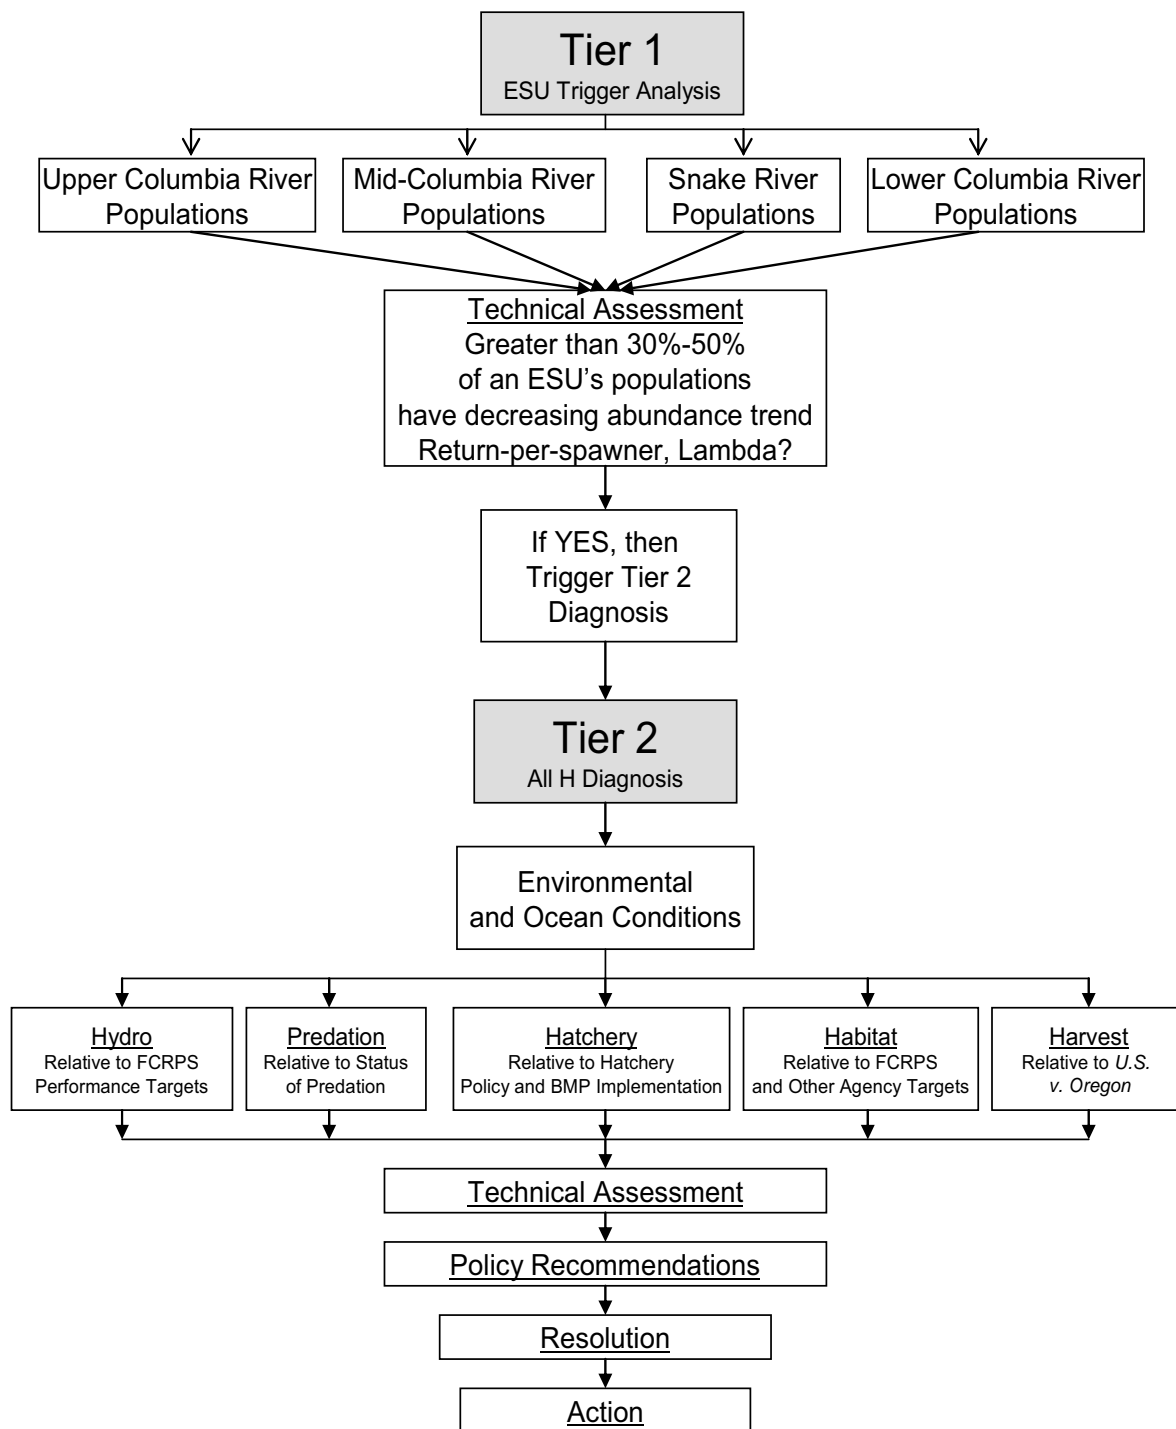 Tier 1
ESU Trigger Analysis
Upper Columbia River
Populations
Mid-Columbia River
Populations
Snake River
Populations
Lower Columbia River
Populations
Technical Assessment
Greater than 30%-50%
of an ESU’s populations
have decreasing abundance trend
Return-per-spawner, Lambda?
If YES, then
Trigger Tier 2
Diagnosis
Tier 2
All H Diagnosis
Environmental
and Ocean Conditions
Hydro
Relative to FCRPS
Performance Targets
Predation
Relative to Status
of Predation
Hatchery
Relative to Hatchery
Policy and BMP Implementation
Habitat
Relative to FCRPS
and Other Agency Targets
Harvest
Relative to U.S.
v. Oregon
Technical Assessment
Policy Recommendations
Resolution
Action